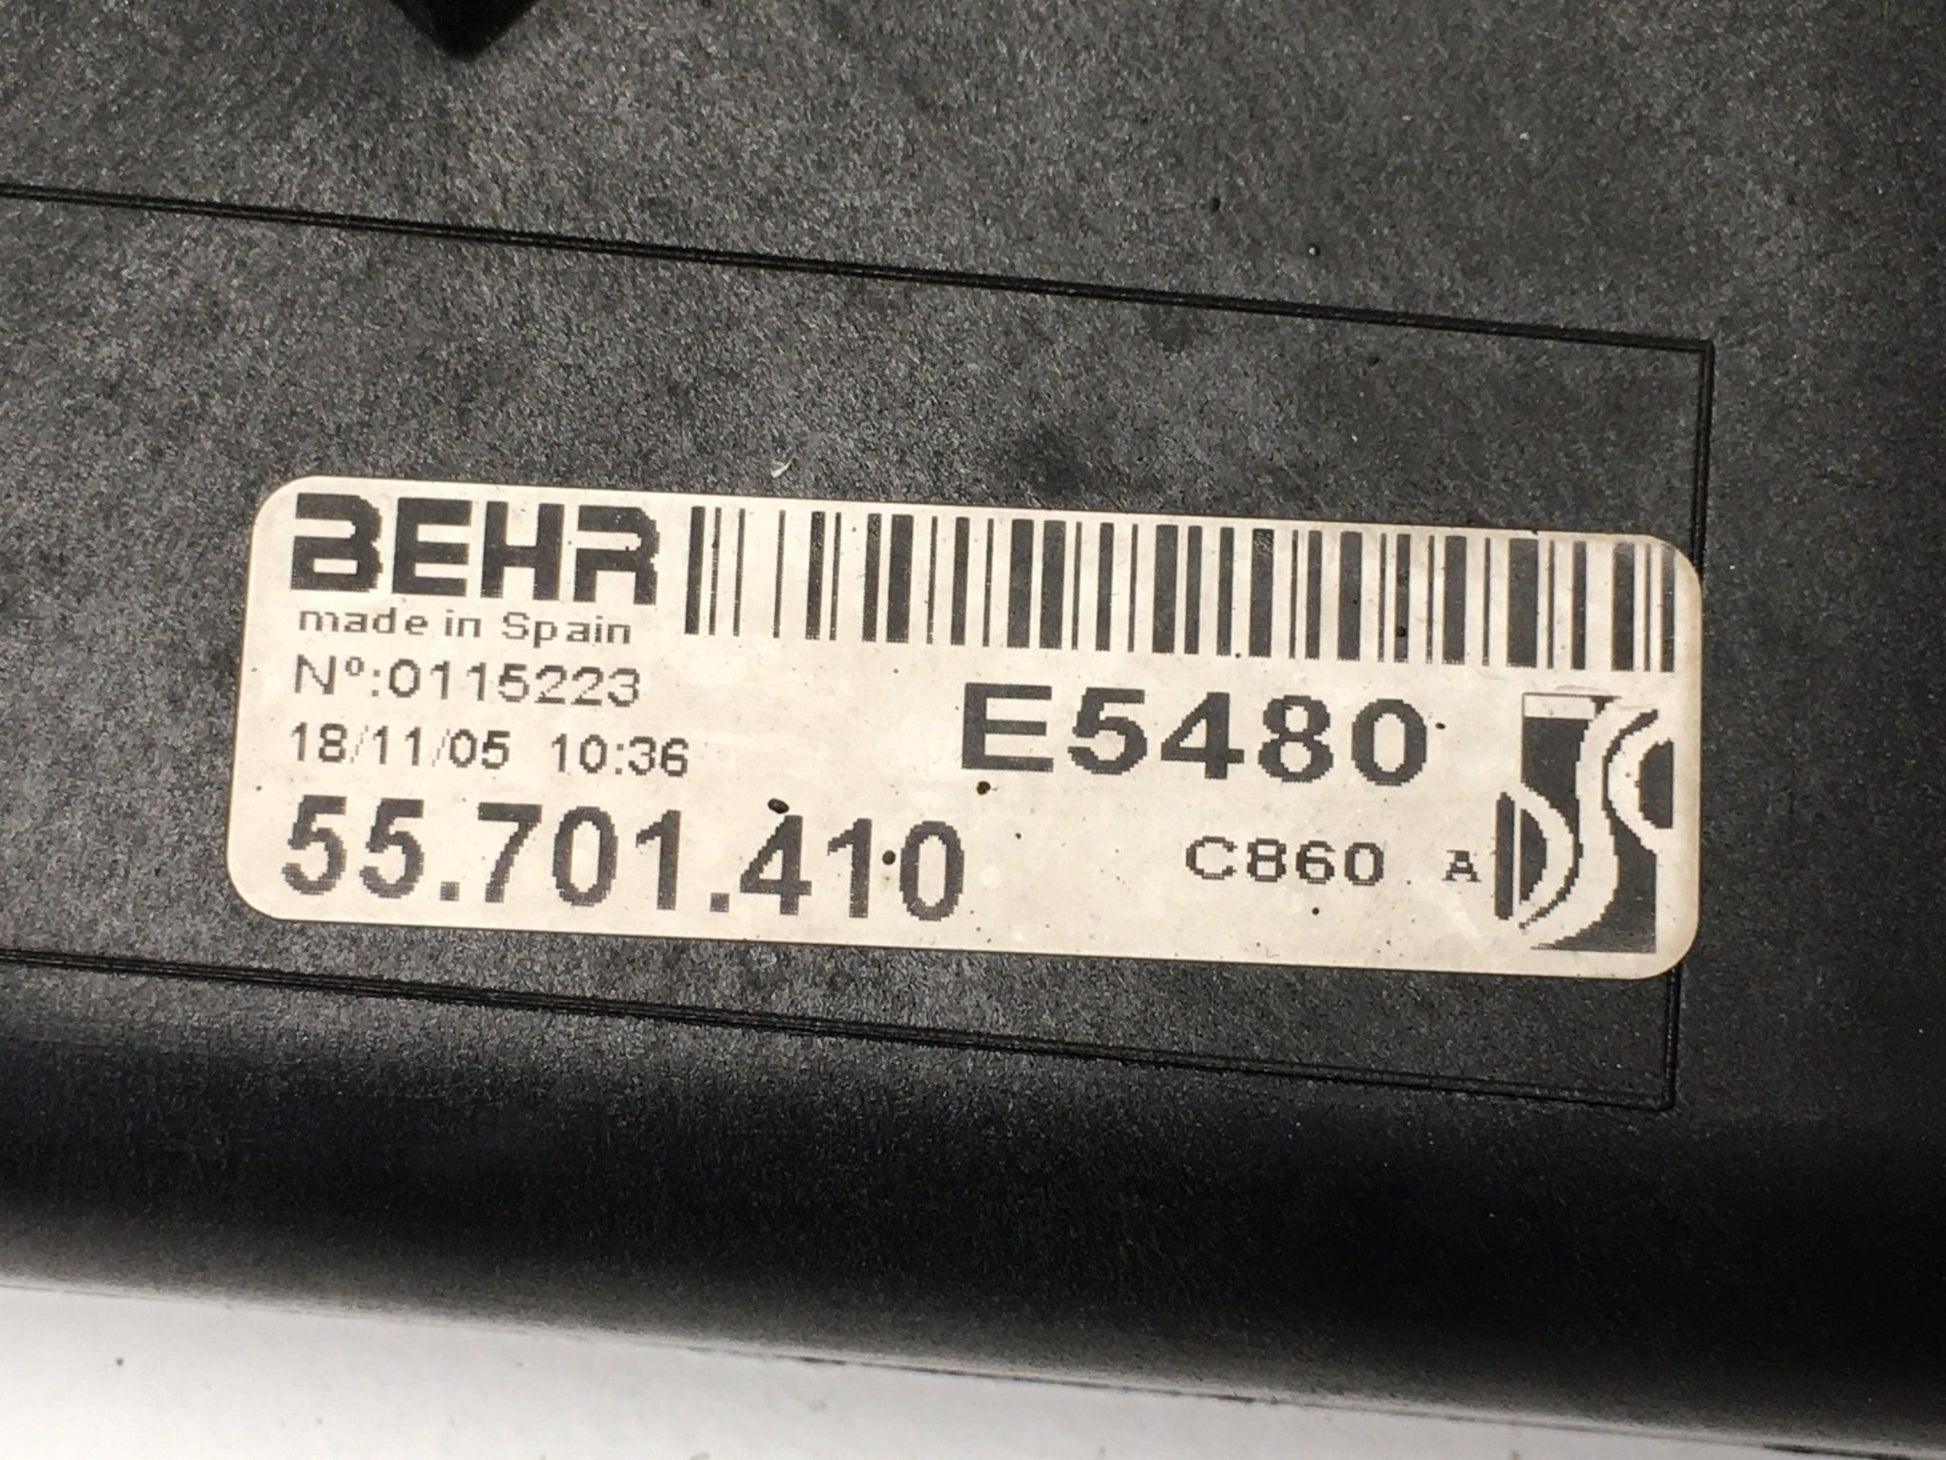 BEHR
made in Spain
Nº:0115223
18/11/05 10:36
E5480
55.701.410
C860 A